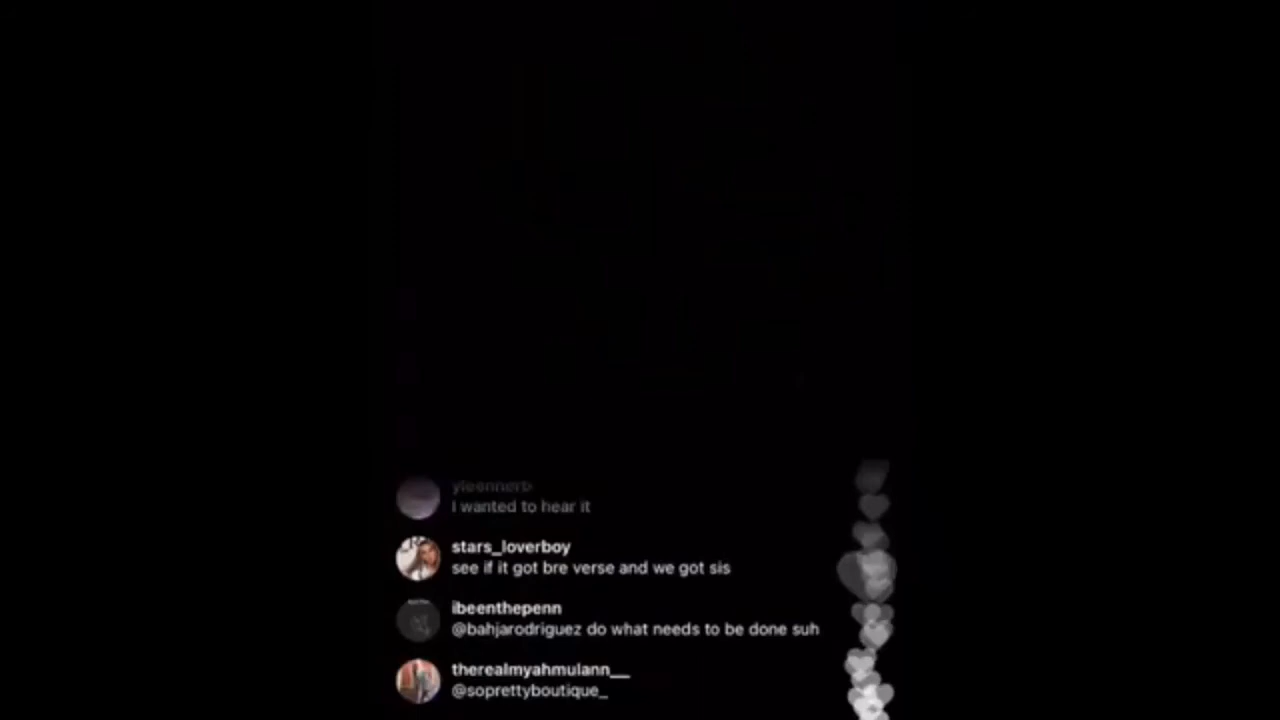 I wanted to hear it
stars_loverboy
see if it got bre verse and we got sis
ibeenthepenn
@bahjarodriguez do what needs to be done suh
therealmyahmulann__
@soprettyboutique_